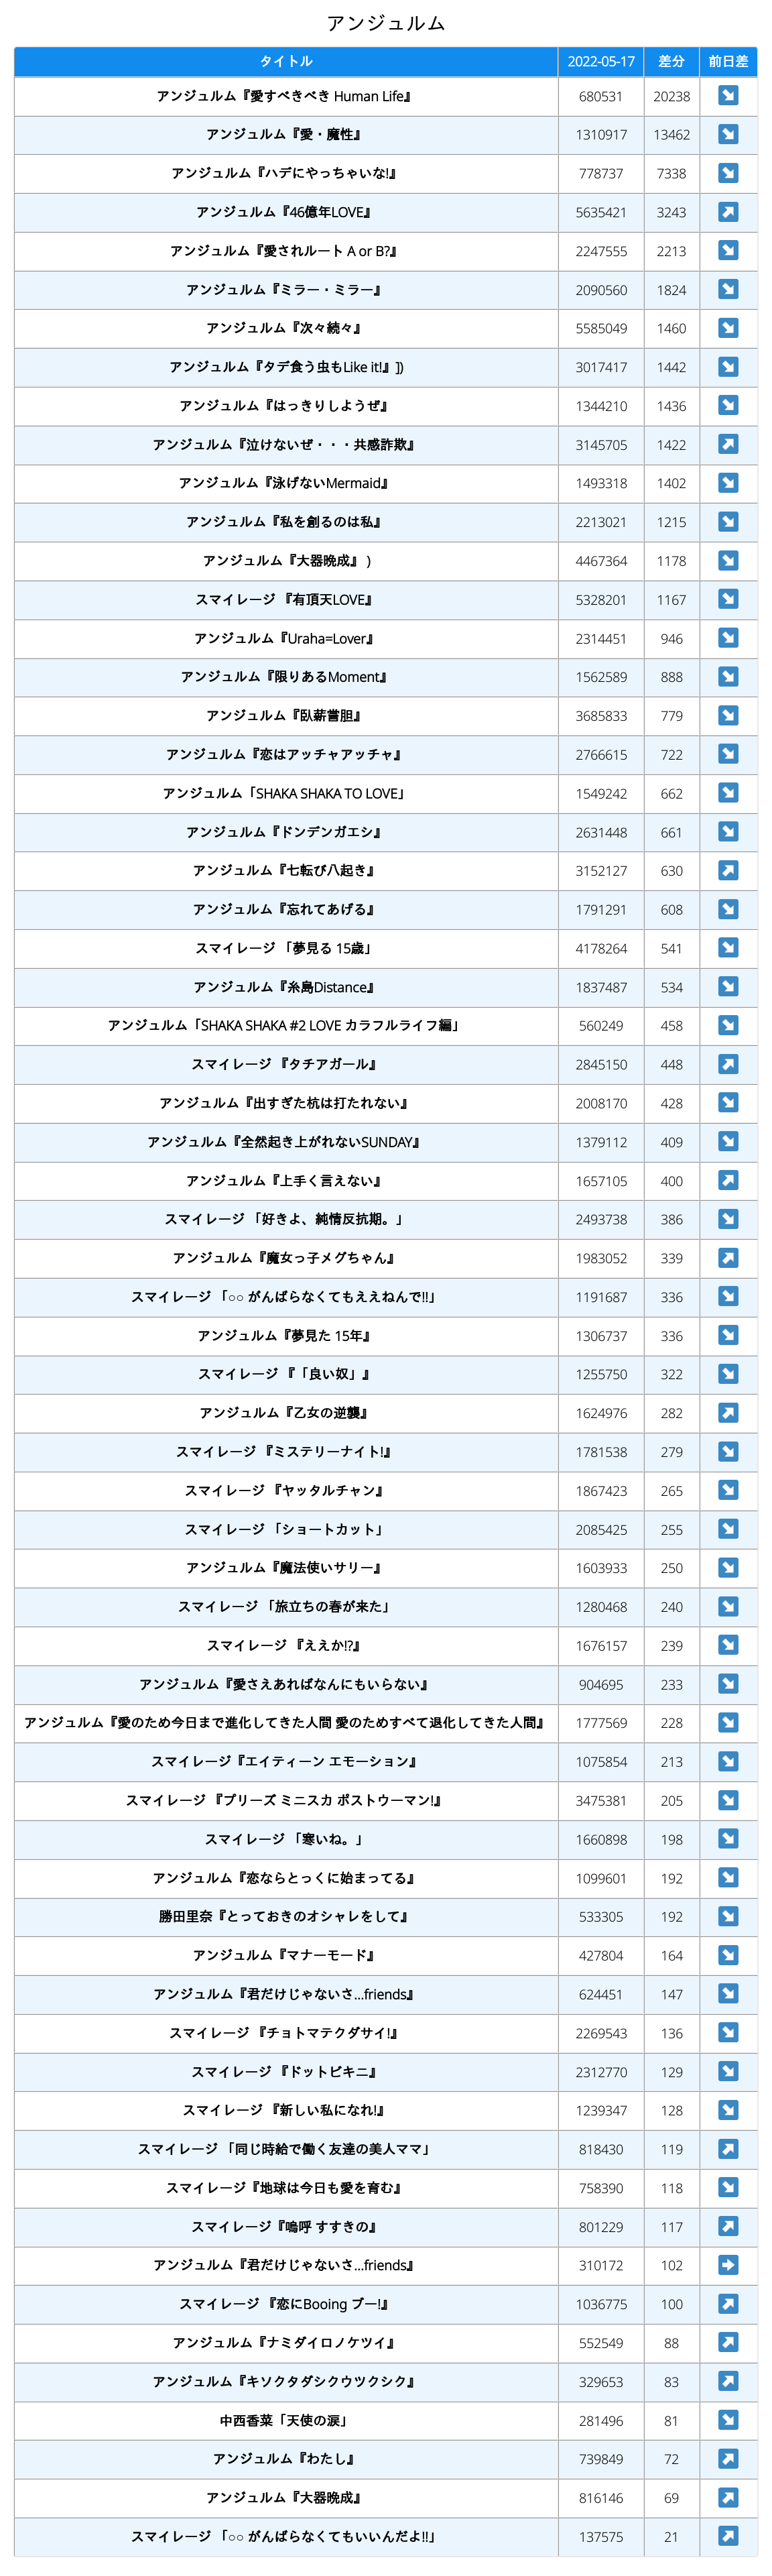 アンジュルム
タイトル 2022-05-17 差分 前日差
アンジュルム『愛すべきべき Human Life』 680531 20238 ↘
アンジュルム『愛・魔性』 1310917 13462 ↘
アンジュルム『ハデにやっちゃいな!』 778737 7338 ↘
アンジュルム『46億年LOVE』 5635421 3243 ↗
アンジュルム『愛されルート A or B?』 2247555 2213 ↘
アンジュルム『ミラー・ミラー』 2090560 1824 ↘
アンジュルム『次々続々』 5585049 1460 ↘
アンジュルム『タデ食う虫もLike it!』]) 3017417 1442 ↘
アンジュルム『はっきりしようぜ』 1344210 1436 ↘
アンジュルム『泣けないぜ・・・共感詐欺』 3145705 1422 ↗
アンジュルム『泳げないMermaid』 1493318 1402 ↘
アンジュルム『私を創るのは私』 2213021 1215 ↘
アンジュルム『大器晩成』 ) 4467364 1178 ↘
スマイレージ 『有頂天LOVE』 5328201 1167 ↘
アンジュルム『Uraha=Lover』 2314451 946 ↘
アンジュルム『限りあるMoment』 1562589 888 ↘
アンジュルム『臥薪嘗胆』 3685833 779 ↘
アンジュルム『恋はアッチャアッチャ』 2766615 722 ↘
アンジュルム「SHAKA SHAKA TO LOVE」 1549242 662 ↘
アンジュルム『ドンデンガエシ』 2631448 661 ↘
アンジュルム『七転び八起き』 3152127 630 ↗
アンジュルム『忘れてあげる』 1791291 608 ↘
スマイレージ 「夢見る 15歳」 4178264 541 ↘
アンジュルム『糸島Distance』 1837487 534 ↘
アンジュルム「SHAKA SHAKA #2 LOVE カラフルライフ編」 560249 458 ↘
スマイレージ 『タチアガール』 2845150 448 ↗
アンジュルム『出すぎた杭は打たれない』 2008170 428 ↘
アンジュルム『全然起き上がれないSUNDAY』 1379112 409 ↘
アンジュルム『上手く言えない』 1657105 400 ↗
スマイレージ 「好きよ、純情反抗期。」 2493738 386 ↘
アンジュルム『魔女っ子メグちゃん』 1983052 339 ↗
スマイレージ 「○○ がんばらなくてもええねんで!!」 1191687 336 ↘
アンジュルム『夢見た 15年』 1306737 336 ↘
スマイレージ 『「良い奴」』 1255750 322 ↘
アンジュルム『乙女の逆襲』 1624976 282 ↗
スマイレージ 『ミステリーナイト!』 1781538 279 ↘
スマイレージ 『ヤッタルチャン』 1867423 265 ↘
スマイレージ 「ショートカット」 2085425 255 ↘
アンジュルム『魔法使いサリー』 1603933 250 ↘
スマイレージ 「旅立ちの春が来た」 1280468 240 ↘
スマイレージ 『ええか!?』 1676157 239 ↘
アンジュルム『愛さえあればなんにもいらない』 904695 233 ↘
アンジュルム『愛のため今日まで進化してきた人間 愛のためすべて退化してきた人間』 1777569 228 ↘
スマイレージ『エイティーン エモーション』 1075854 213 ↘
スマイレージ 『プリーズ ミニスカ ポストウーマン!』 3475381 205 ↘
スマイレージ 「寒いね。」 1660898 198 ↘
アンジュルム『恋ならとっくに始まってる』 1099601 192 ↘
勝田里奈『とっておきのオシャレをして』 533305 192 ↘
アンジュルム『マナーモード』 427804 164 ↘
アンジュルム『君だけじゃないさ...friends』 624451 147 ↘
スマイレージ 『チョトマテクダサイ!』 2269543 136 ↘
スマイレージ 『ドットビキニ』 2312770 129 ↘
スマイレージ 『新しい私になれ!』 1239347 128 ↘
スマイレージ 「同じ時給で働く友達の美人ママ」 818430 119 ↗
スマイレージ『地球は今日も愛を育む』 758390 118 ↘
スマイレージ『嗚呼 すすきの』 801229 117 ↗
アンジュルム『君だけじゃないさ...friends』 310172 102 ➡
スマイレージ 『恋にBooing ブー!』 1036775 100 ↗
アンジュルム『ナミダイロノケツイ』 552549 88 ↗
アンジュルム『キソクタダシクウツクシク』 329653 83 ↗
中西香菜「天使の涙」 281496 81 ↘
アンジュルム『わたし』 739849 72 ↗
アンジュルム『大器晩成』 816146 69 ↗
スマイレージ 「○○ がんばらなくてもいいんだよ!!」 137575 21 ↗